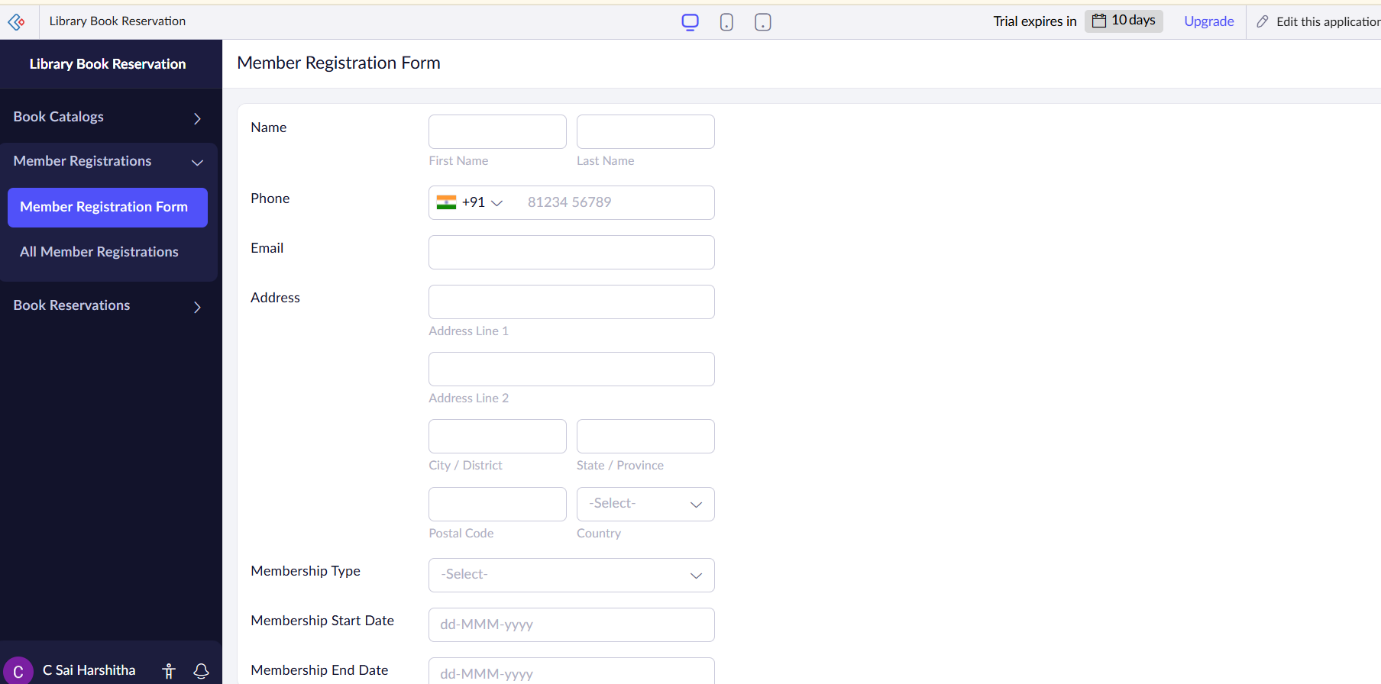 Library Book Reservation
Trial expires in 10 days Upgrade Edit this application
Library Book Reservation
Book Catalogs
Member Registrations
Member Registration Form
All Member Registrations
Book Reservations
C C Sai Harshitha
Member Registration Form
Name
First Name Last Name
Phone +91 81234 56789
Email
Address
Address Line 1
Address Line 2
City / District State / Province
-Select-
Postal Code Country
Membership Type -Select-
Membership Start Date dd-MMM-yyyy
Membership End Date dd-MMM-yyyy